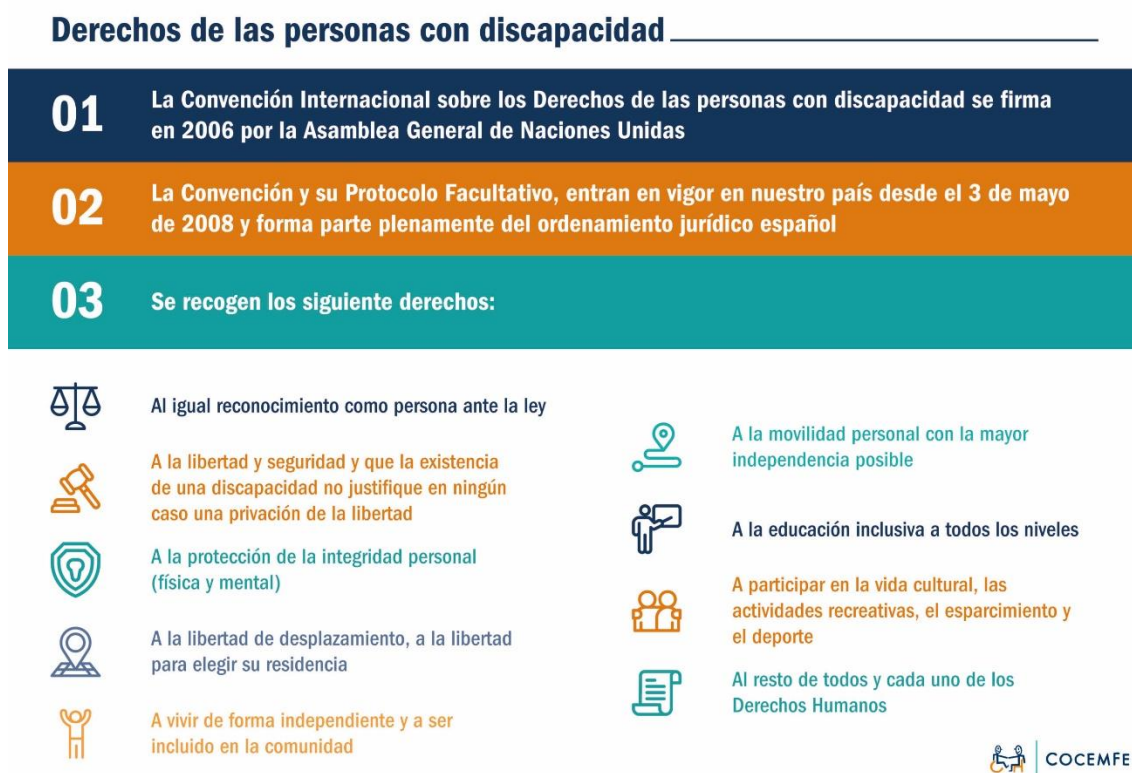 Derechos de las personas con discapacidad
01
La Convención Internacional sobre los Derechos de las personas con discapacidad se firma
en 2006 por la Asamblea General de Naciones Unidas
02
La Convención y su Protocolo Facultativo, entran en vigor en nuestro país desde el 3 de mayo
de 2008 y forma parte plenamente del ordenamiento jurídico español
03
Se recogen los siguiente derechos:
Al igual reconocimiento como persona ante la ley
A la libertad y seguridad y que la existencia
de una discapacidad no justifique en ningún
caso una privación de la libertad
A la protección de la integridad personal
(física y mental)
A la libertad de desplazamiento, a la libertad
para elegir su residencia
A vivir de forma independiente y a ser
incluido en la comunidad
A la movilidad personal con la mayor
independencia posible
A la educación inclusiva a todos los niveles
A participar en la vida cultural, las
actividades recreativas, el esparcimiento y
el deporte
Al resto de todos y cada uno de los
Derechos Humanos
COCEMFE